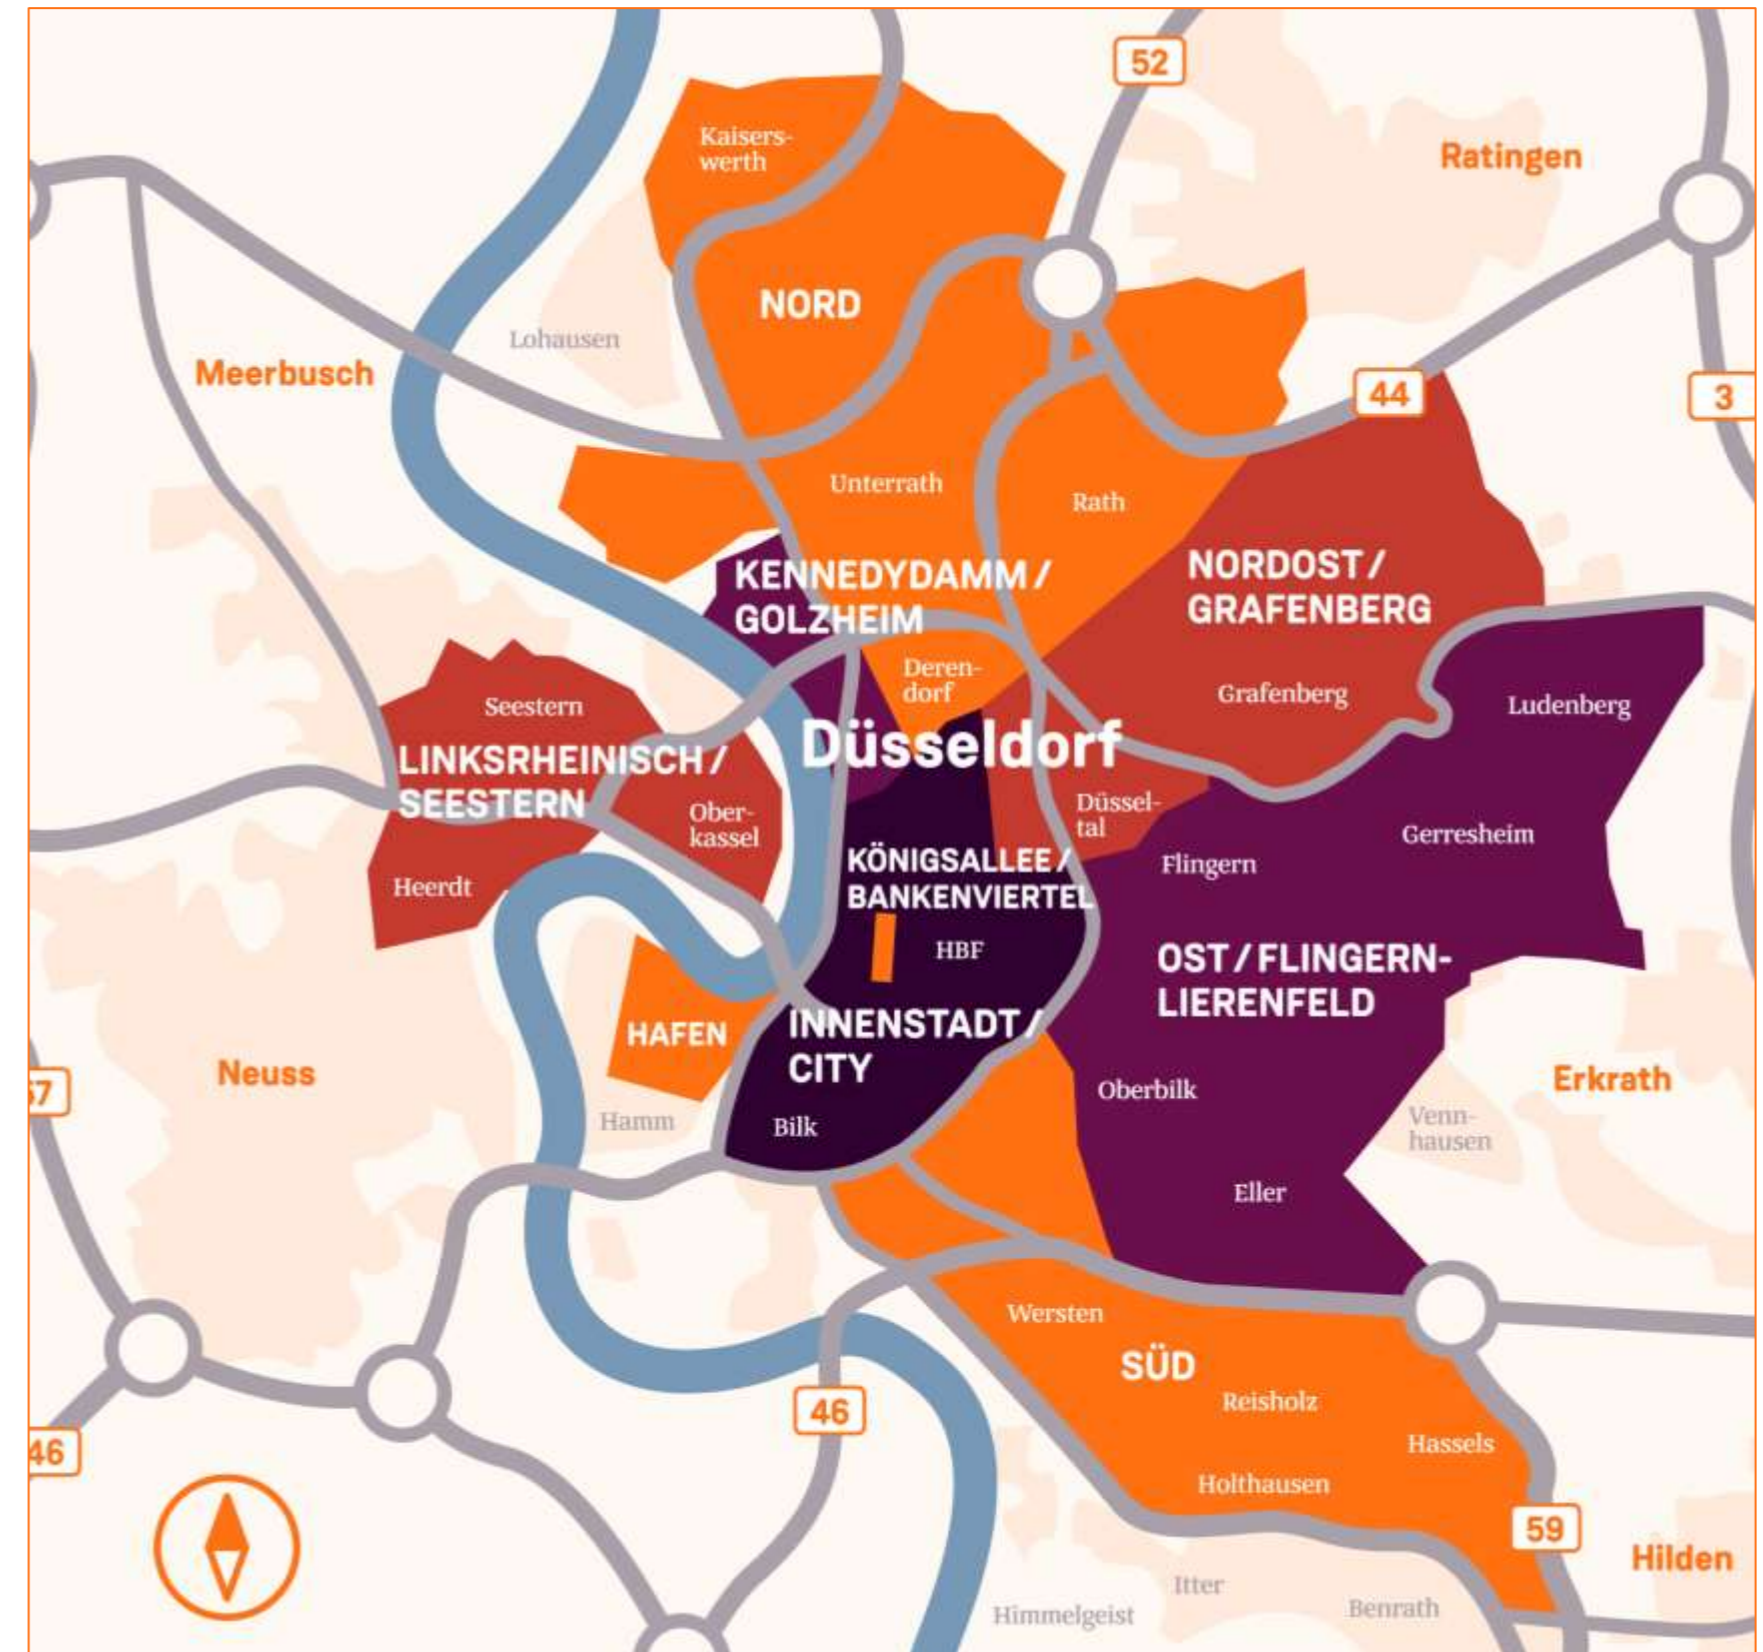 52
Kaisers-
werth
Ratingen
NORD
Lohausen
Meerbusch
44
3
Unterrath
Rath
KENNEDYDAMM/
GOLZHEIM
NORDOST/
GRAFENBERG
Deren-
dorf
Seestern
Grafenberg
Ludenberg
Düsseldorf
LINKSRHEINISCH/
SEESTERN
Ober-
kassel
Düssel-
tal
Gerresheim
Flingern
KÖNIGSALLEE/
BANKENVIERTEL
Heerdt
HBF
OST/FLINGERN-
LIERENFELD
HAFEN
INNENSTADT/
CITY
Neuss
Erkrath
57
Oberbilk
Hamm
Bilk
Venn-
hausen
Eller
Wersten
SÜD
Reisholz
46
Hassels
46
Holthausen
59
Hilden
Itter
Himmelgeist
Benrath